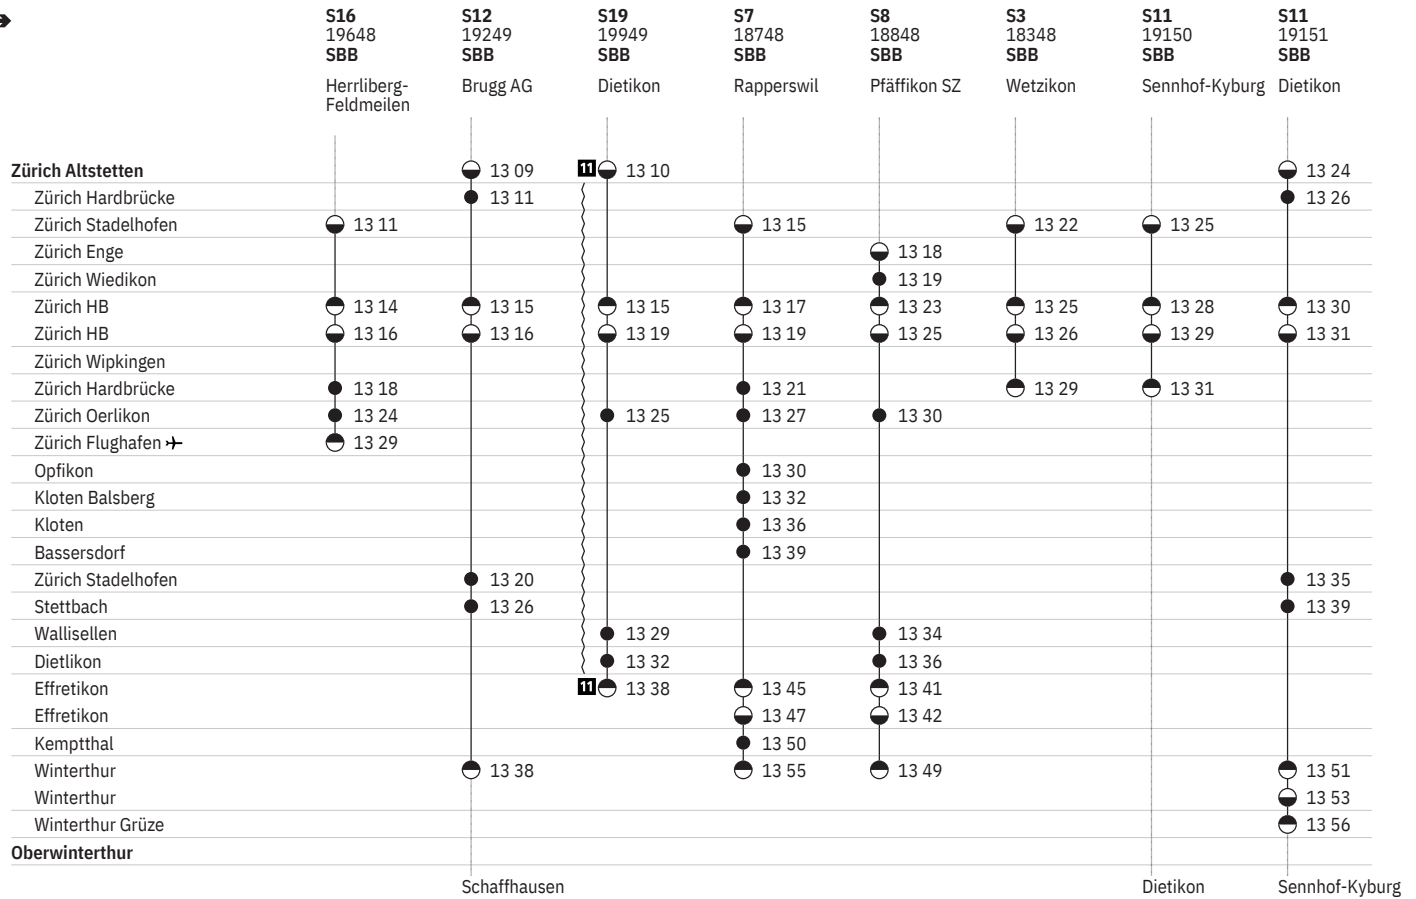 S16 S12 S19 S7 S8 S3 S11 S11
19648 19249 19949 18748 18848 18348 19150 19151
SBB SBB SBB SBB SBB SBB SBB SBB
Herrliberg- Brugg AG Dietikon Rapperswil Pfäffikon SZ Wetzikon Sennhof-Kyburg Dietikon
Feldmeilen
Zürich Altstetten 13 09 11 13 10 13 24
Zürich Hardbrücke 13 11 13 26
Zürich Stadelhofen 13 11 13 15 13 22 13 25
Zürich Enge 13 18
Zürich Wiedikon 13 19
Zürich HB 13 14 13 15 13 15 13 17 13 23 13 25 13 28 13 30
Zürich HB 13 16 13 16 13 19 13 19 13 25 13 26 13 29 13 31
Zürich Wipkingen
Zürich Hardbrücke 13 18 13 21 13 29 13 31
Zürich Oerlikon 13 24 13 25 13 27 13 30
Zürich Flughafen 13 29
Opfikon 13 30
Kloten Balsberg 13 32
Kloten 13 36
Bassersdorf 13 39
Zürich Stadelhofen 13 20 13 35
Stettbach 13 26 13 39
Wallisellen 13 29 13 34
Dietlikon 13 32 13 36
Effretikon 11 13 38 13 45 13 41
Effretikon 13 47 13 42
Kemptthal 13 50
Winterthur 13 38 13 55 13 49 13 51
Winterthur 13 53
Winterthur Grüze 13 56
Oberwinterthur
Schaffhausen Dietikon Sennhof-Kyburg